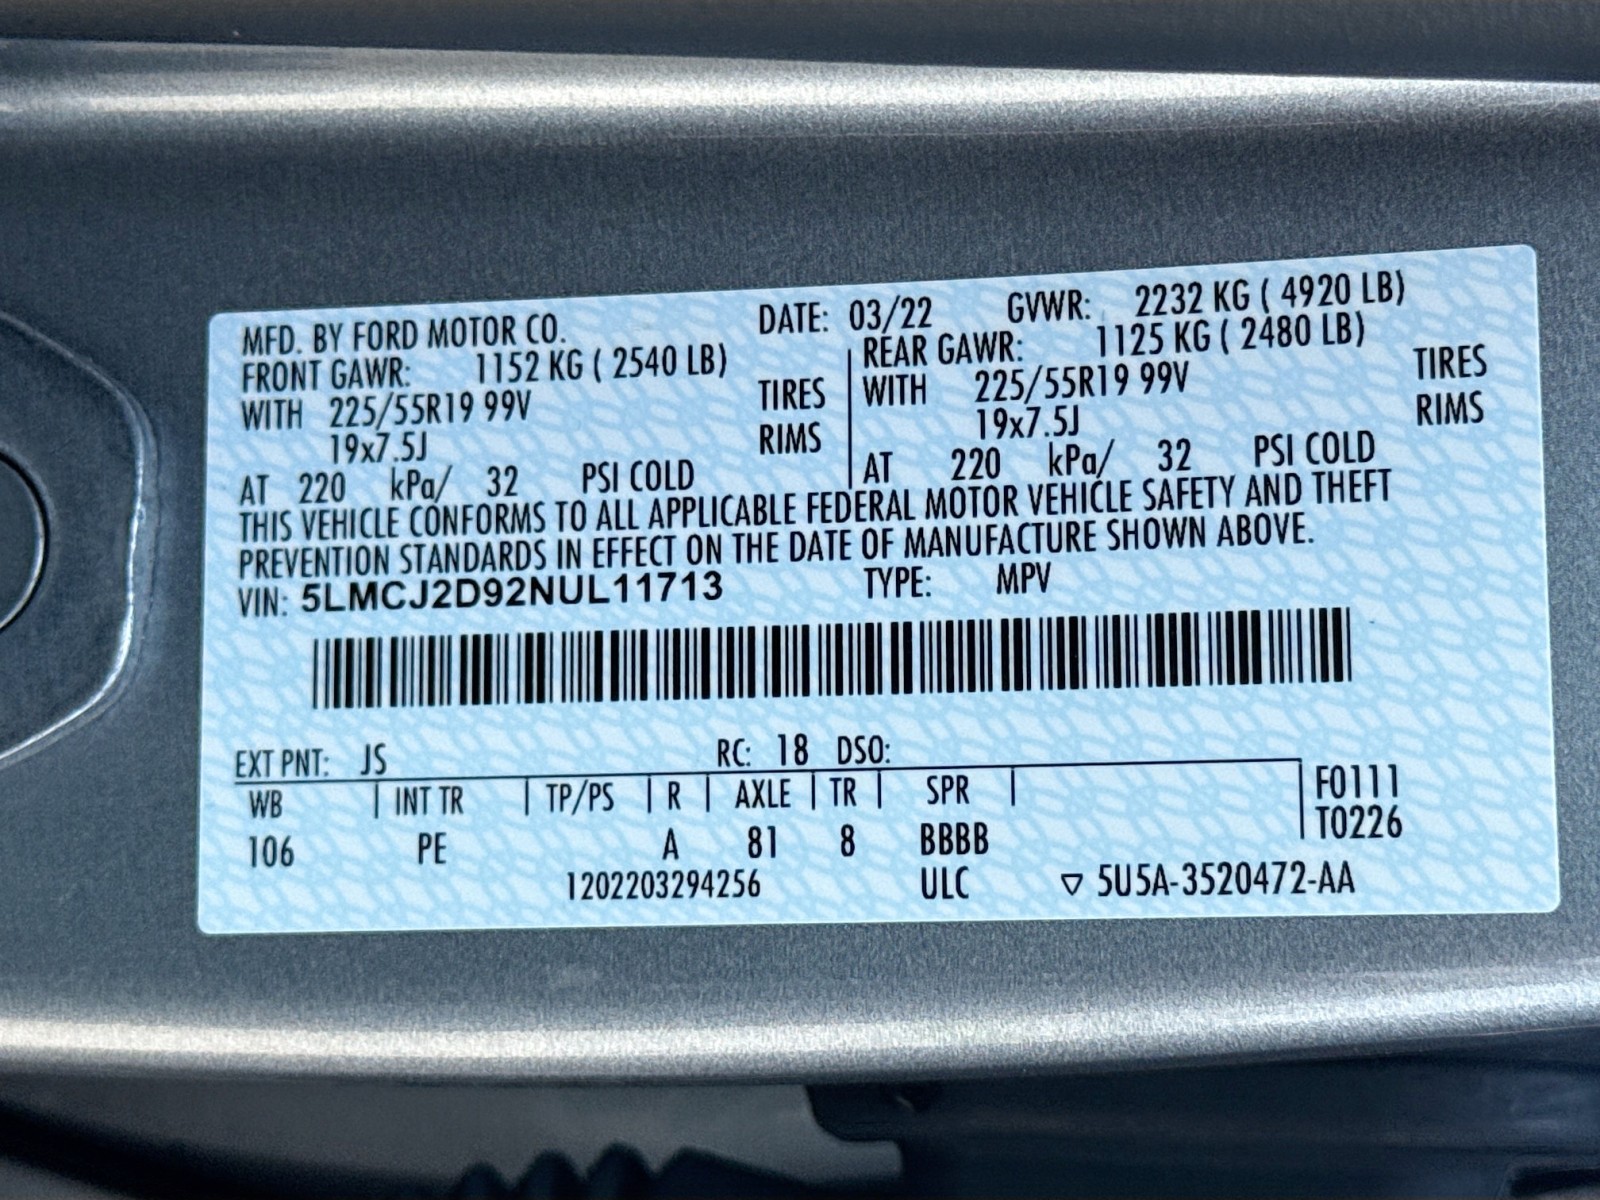 MFD. BY FORD MOTOR CO. DATE: 03/22 GVWR: 2232 KG ( 4920 LB)
FRONT GAWR: 1152 KG ( 2540 LB) REAR GAWR: 1125 KG ( 2480 LB)
WITH 225/55R19 99V TIRES WITH 225/55R19 99V TIRES
19x7.5J RIMS 19x7.5J RIMS
AT 220 kPa/ 32 PSI COLD AT 220 kPa/ 32 PSI COLD
THIS VEHICLE CONFORMS TO ALL APPLICABLE FEDERAL MOTOR VEHICLE SAFETY AND THEFT
PREVENTION STANDARDS IN EFFECT ON THE DATE OF MANUFACTURE SHOWN ABOVE.
VIN: 5LMCJ2D92NUL11713 TYPE: MPV
EXT PNT: JS RC: 18 DSO:
WB | INT TR | TP/PS | R | AXLE | TR | SPR | F0111
106 PE A 81 8 BBBB T0226
1202203294256 ULC ▽ 5U5A-3520472-AA